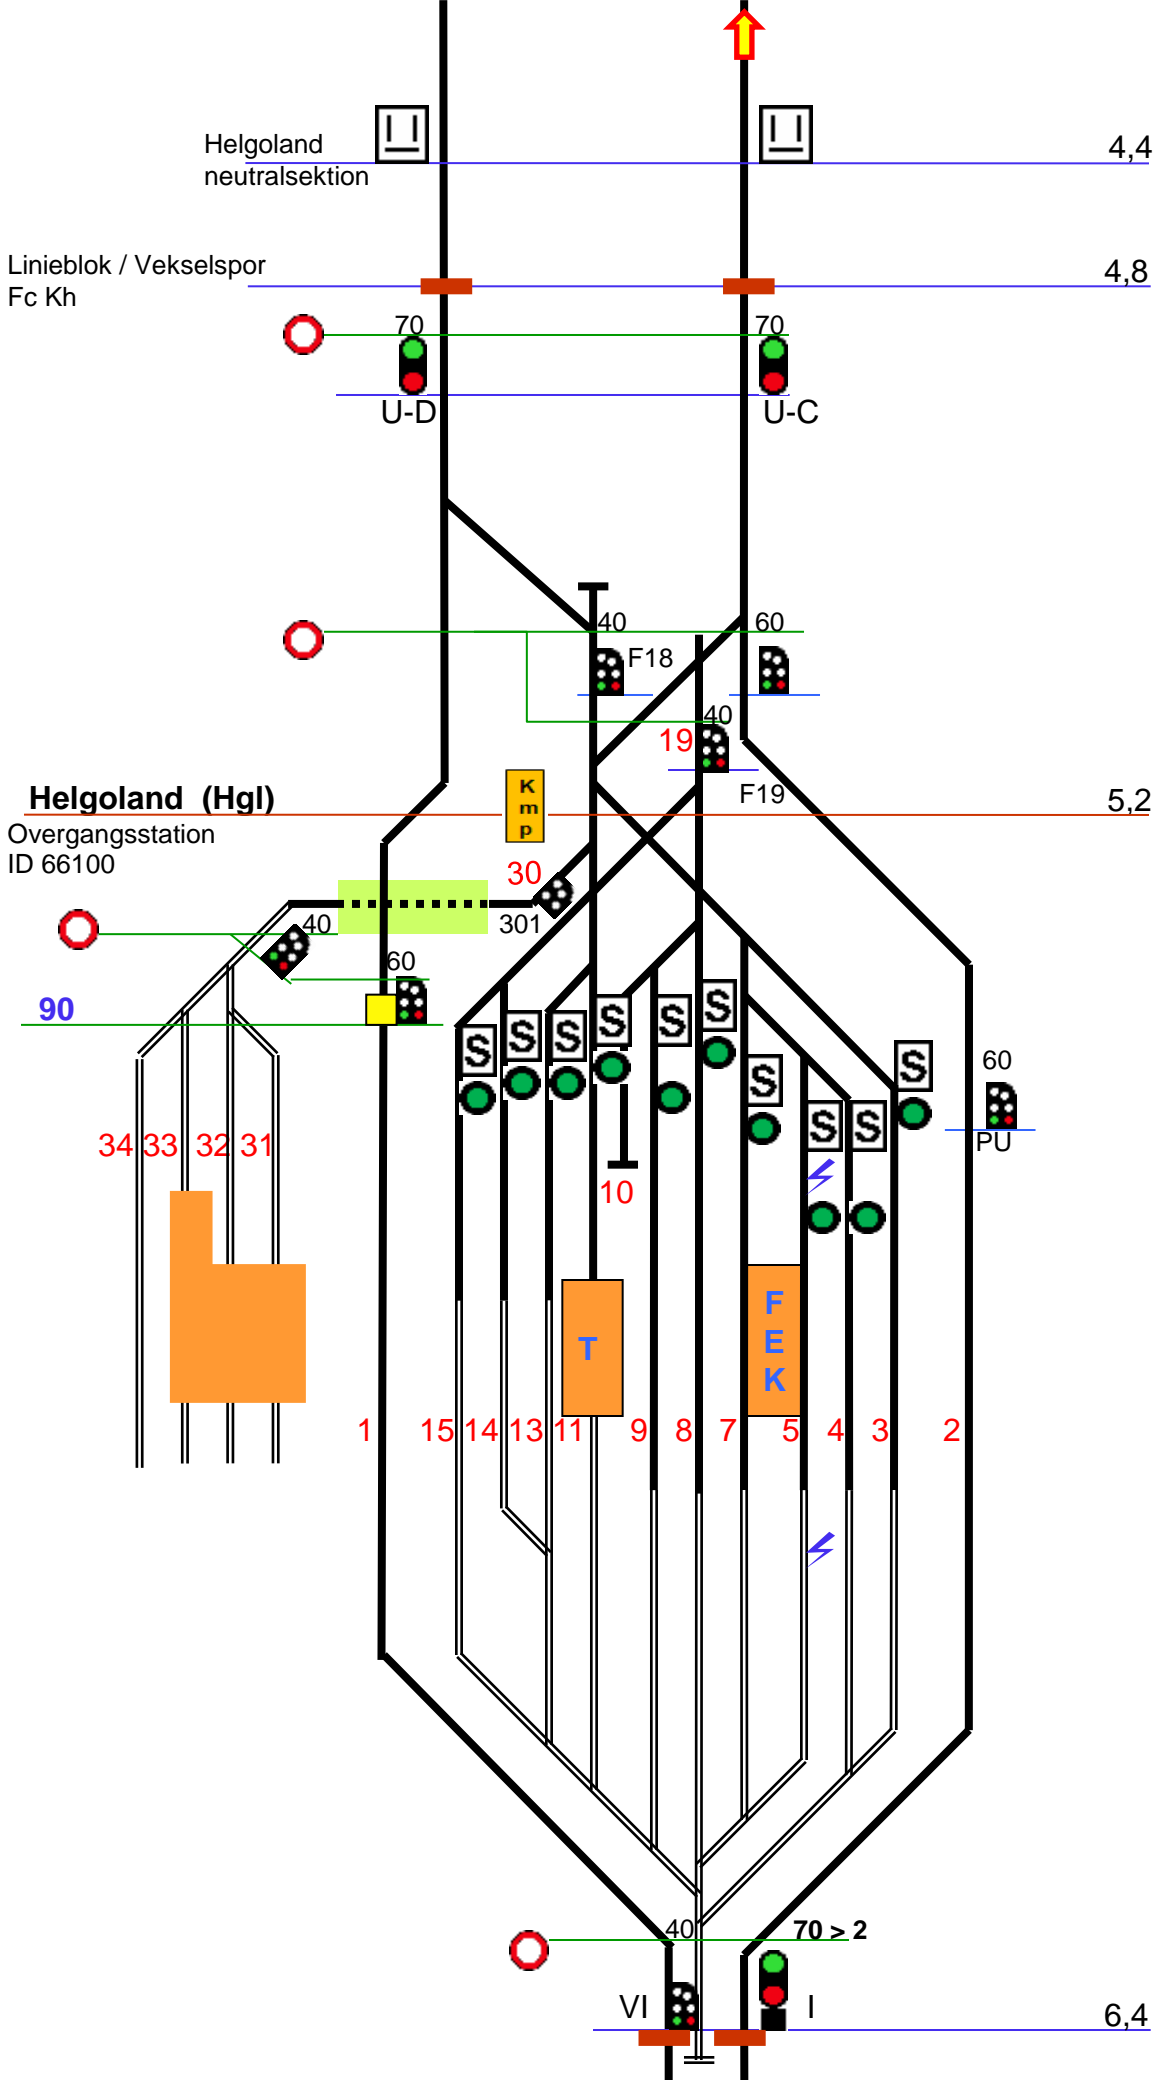 Helgoland
neutralsektion
4,4
Linieblok / Vekselspor
Fc Kh
4,8
70
70
U-D
U-C
40
60
F18
40
19
F19
K
m
p
Helgoland (Hgl)
5,2
Overgangsstation
ID 66100
30
40
301
60
90
S
S
S
S
S
S
S
S
S
S
60
PU
34
33
32
31
10
T
F
E
K
1
15
14
13
11
9
8
7
5
4
3
2
40
70 > 2
VI
I
6,4